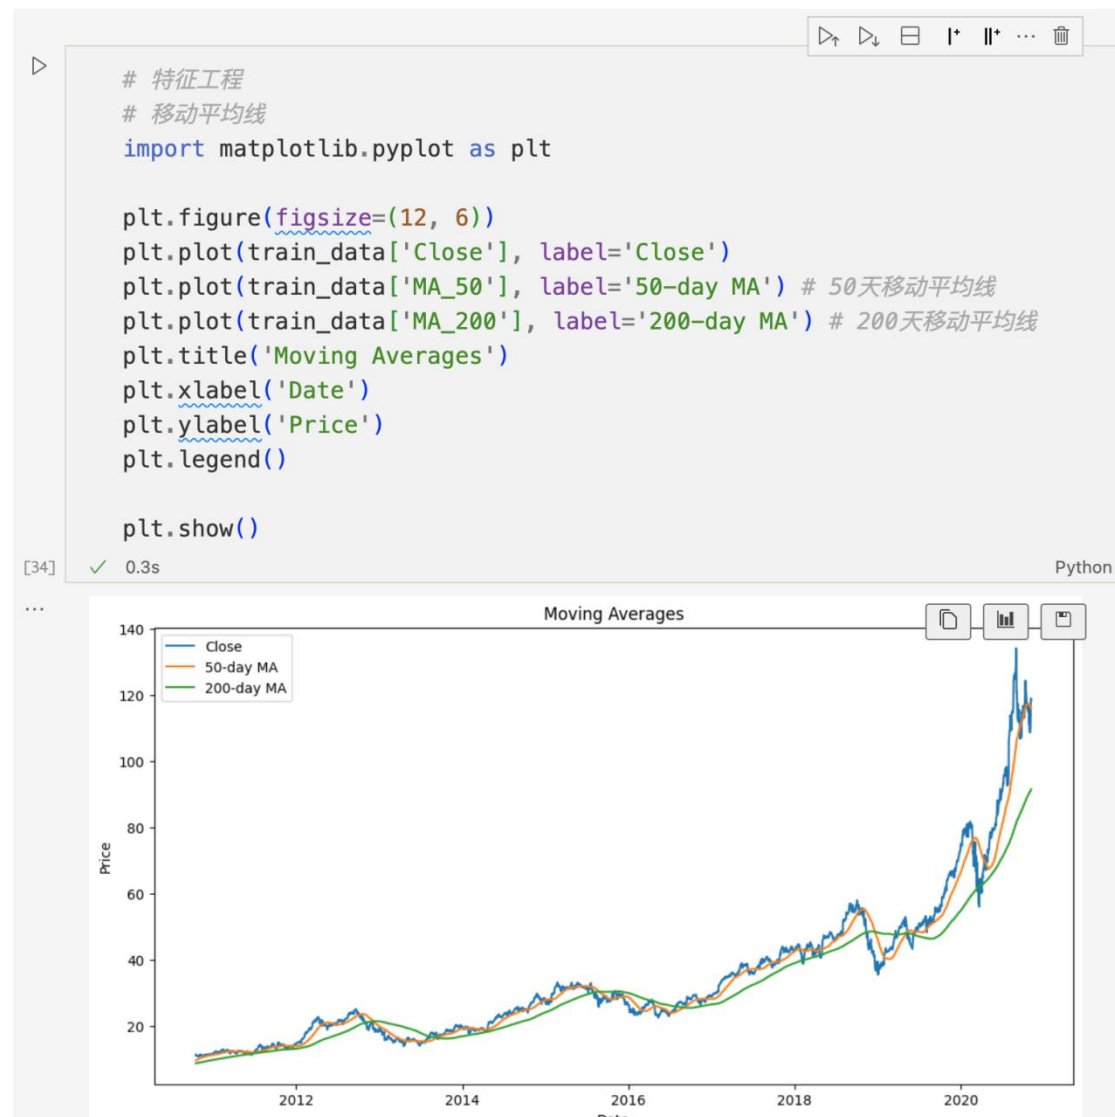 # 特征工程
# 移动平均线
import matplotlib.pyplot as plt
plt.figure(figsize=(12, 6))
plt.plot(train_data['Close'], label='Close')
plt.plot(train_data['MA_50'], label='50-day MA') # 50天移动平均线
plt.plot(train_data['MA_200'], label='200-day MA') # 200天移动平均线
plt.title('Moving Averages')
plt.xlabel('Date')
plt.ylabel('Price')
plt.legend()
plt.show()
[34]
0.3s
Python
Moving Averages
Close
50-day MA
200-day MA
140
120
100
80
60
40
20
Price
2012
2014
2016
2018
2020